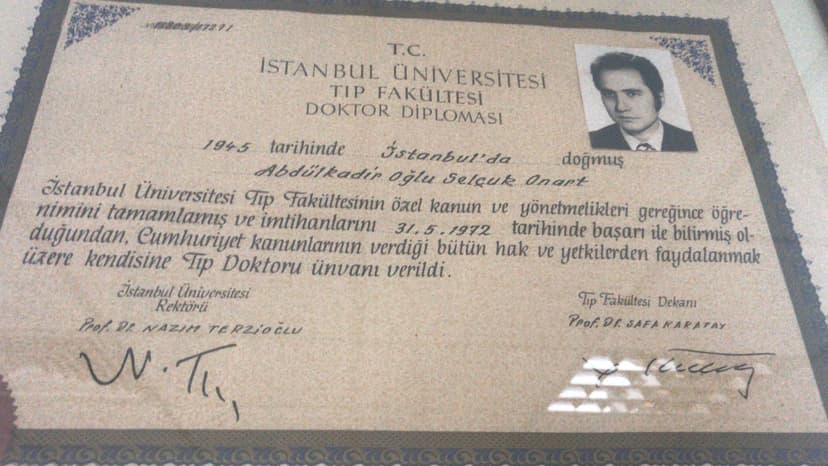 T.C.
İSTANBUL ÜNİVERSİTESİ
TIP FAKÜLTESİ
DOKTOR DİPLOMASI
1945 tarihinde İstanbul'da doğmuş
Abdülkadir Oğlu Selçuk Onart
İstanbul Üniversitesi Tıp Fakültesinin özel kanun ve yönetmelikleri gereğince öğre-
nimini tamamlamış ve imtihanlarını 31.5.1972 tarihinde başarı ile bitirmiş ol-
duğundan, Cumhuriyet kanunlarının verdiği bütün hak ve yetkilerden faydalanmak
üzere kendisine Tıp Doktoru ünvanı verildi.
İstanbul Üniversitesi
Rektörü
Prof. Dr. NAZIM TERZİOĞLU
Tıp Fakültesi Dekanı
Prof. Dr. SAFA KARATAY